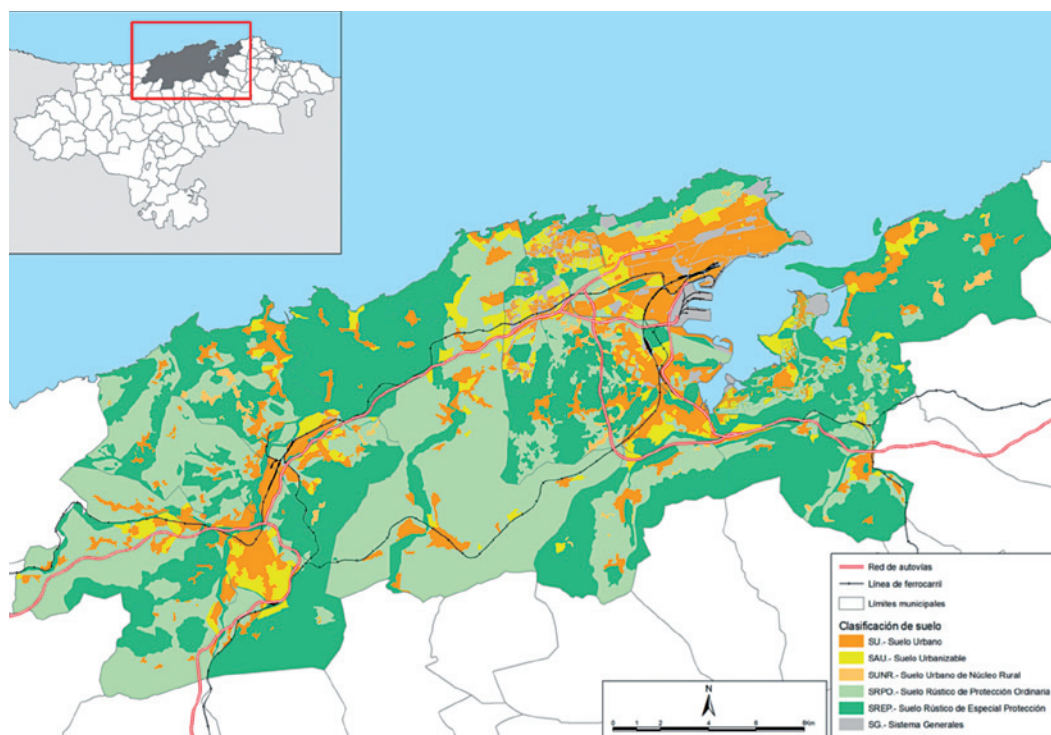 Red de autovías
Línea de ferrocarril
Límites municipales
Clasificación de suelo
SU.- Suelo Urbano
SAU.- Suelo Urbanizable
SUNR.- Suelo Urbano de Núcleo Rural
SRPO.- Suelo Rústico de Protección Ordinaria
SREP.- Suelo Rústico de Especial Protección
SG.- Sistema Generales
N
0 1 2 4 6 8Km